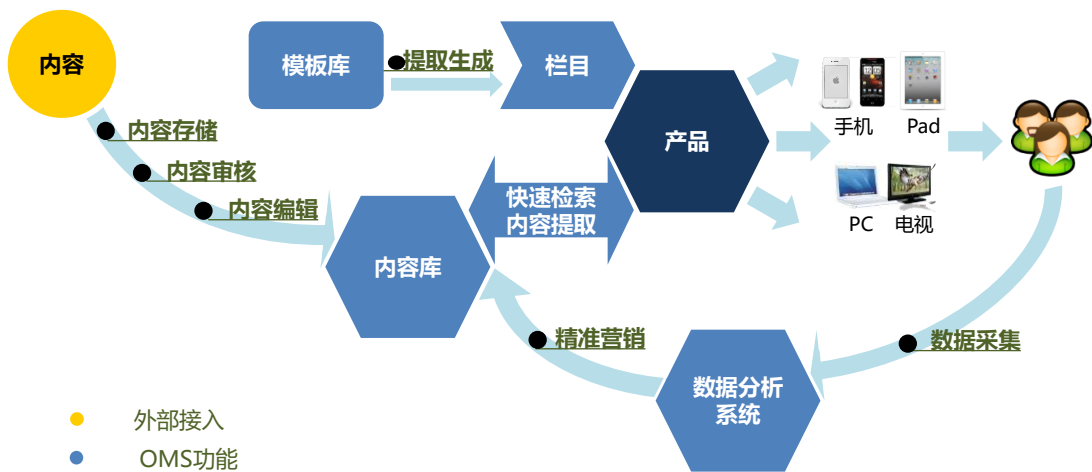 内容
模板库
提取生成
栏目
产品
手机
Pad
PC
电视
内容存储
内容审核
内容编辑
快速检索
内容提取
内容库
精准营销
数据采集
数据分析
系统
外部接入
OMS功能